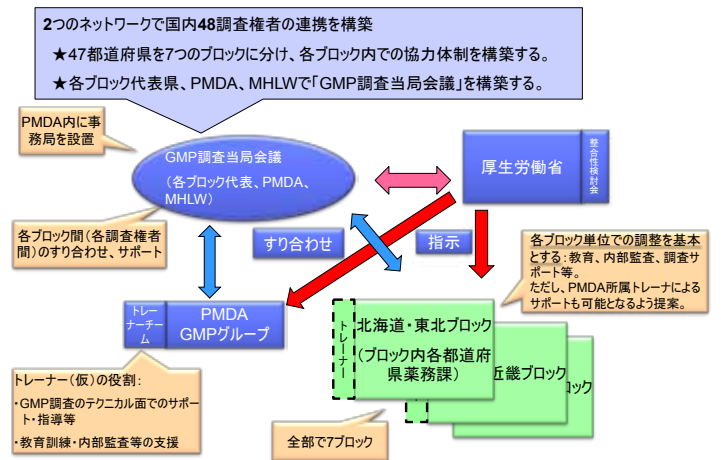 2つのネットワークで国内48調査権者の連携を構築
★47都道府県を7つのブロックに分け、各ブロック内での協力体制を構築する。
★各ブロック代表県、PMDA、MHLWで「GMP調査当局会議」を構築する。
PMDA内に事
務局を設置
GMP調査当局会議
(各ブロック代表、PMDA、
MHLW)
厚生労働省
整合性検討会
各ブロック間(各調査権者
間)のすり合わせ、サポート
すり合わせ
指示
各ブロック単位での調整を基本
とする:教育、内部監査、調査サ
ポート等。
ただし、PMDA所属トレーナによる
サポートも可能となるよう提案。
トレー
ナーチー
ム
PMDA
GMPグループ
トレーナー
北海道・東北ブロック
(ブロック内各都道府
県薬務課)
近畿ブロック
ロック
トレーナー(仮)の役割:
・GMP調査のテクニカル面でのサポ
ート・指導等
・教育訓練・内部監査等の支援
全部で7ブロック